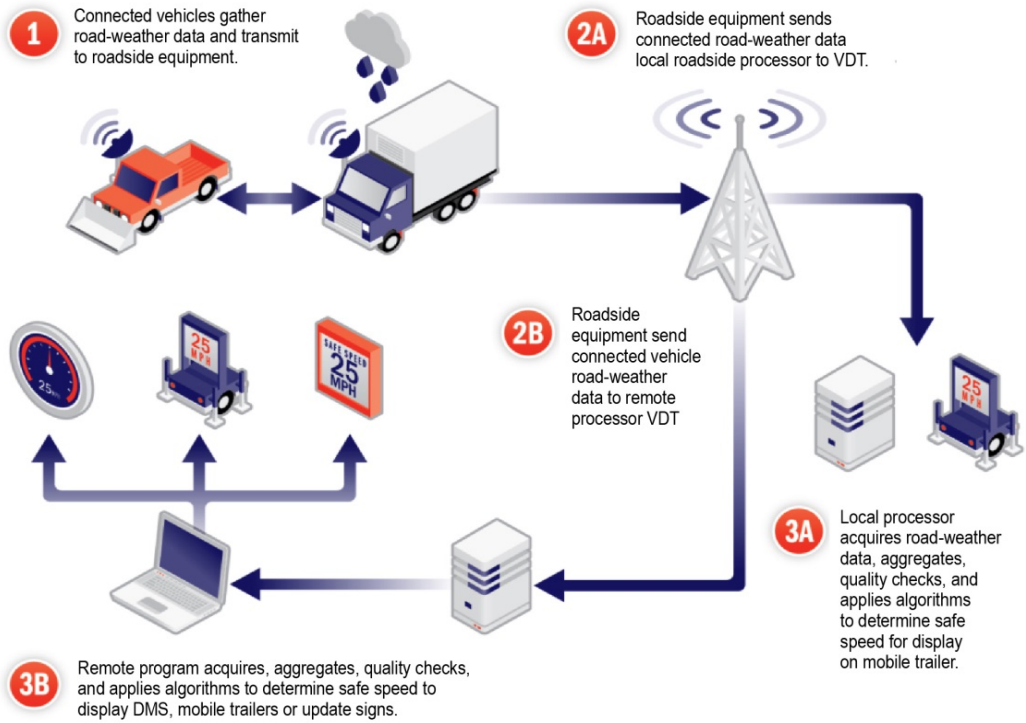 1
Connected vehicles gather
road-weather data and transmit
to roadside equipment.
2A
Roadside equipment sends
connected road-weather data
local roadside processor to VDT.
2B
Roadside
equipment send
connected vehicle
road-weather
data to remote
processor VDT
25
25
MPH
SAFE SPEED
25
MPH
25
MPH
3A
Local processor
acquires road-weather
data, aggregates,
quality checks, and
applies algorithms
to determine safe
speed for display
on mobile trailer.
3B
Remote program acquires, aggregates, quality checks,
and applies algorithms to determine safe speed to
display DMS, mobile trailers or update signs.